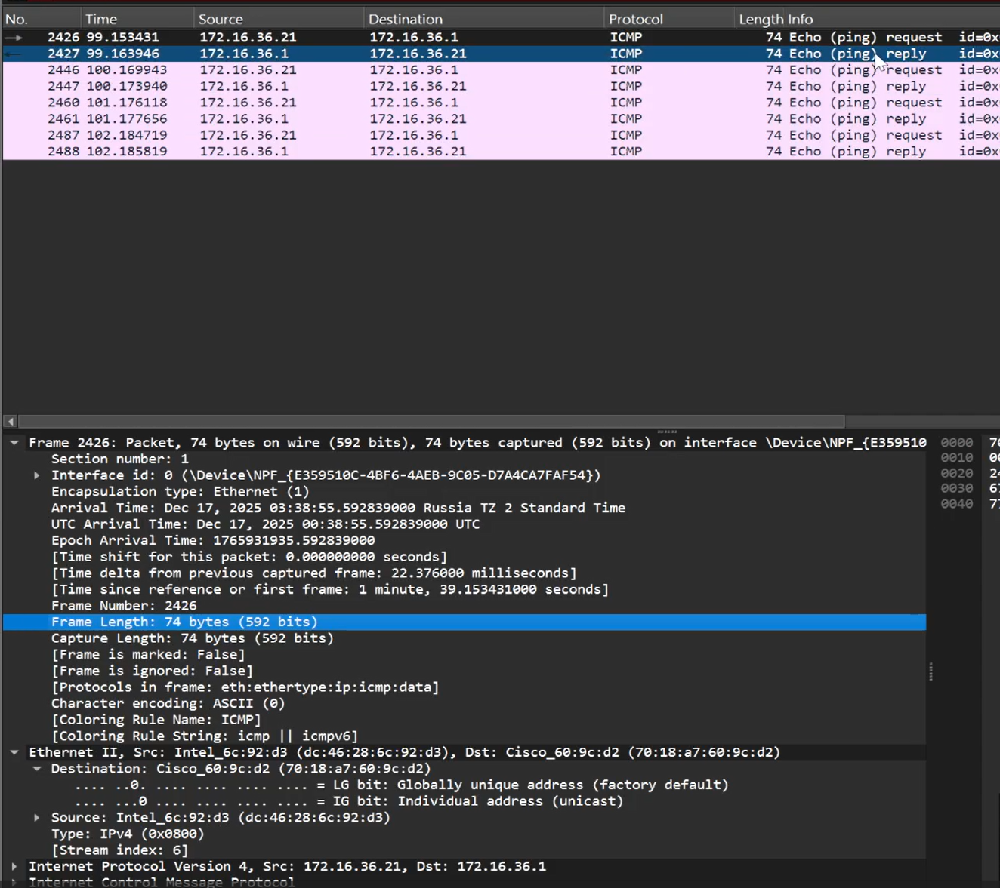 No. Time Source Destination Protocol Length Info
2426 99.153431 172.16.36.21 172.16.36.1 ICMP 74 Echo (ping) request id=0x
2427 99.163946 172.16.36.1 172.16.36.21 ICMP 74 Echo (ping) reply id=0x
2446 100.169943 172.16.36.21 172.16.36.1 ICMP 74 Echo (ping) request id=0x
2447 100.173940 172.16.36.1 172.16.36.21 ICMP 74 Echo (ping) reply id=0x
2460 101.176118 172.16.36.21 172.16.36.1 ICMP 74 Echo (ping) request id=0x
2461 101.177656 172.16.36.1 172.16.36.21 ICMP 74 Echo (ping) reply id=0x
2487 102.184719 172.16.36.21 172.16.36.1 ICMP 74 Echo (ping) request id=0x
2488 102.185819 172.16.36.1 172.16.36.21 ICMP 74 Echo (ping) reply id=0x
Frame 2426: Packet, 74 bytes on wire (592 bits), 74 bytes captured (592 bits) on interface \Device\NPF_{E359510
Section number: 1
Interface id: 0 (\Device\NPF_{E359510C-4BF6-4AEB-9C05-D7A4CA7FAF54})
Encapsulation type: Ethernet (1)
Arrival Time: Dec 17, 2025 03:38:55.592839000 Russia TZ 2 Standard Time
UTC Arrival Time: Dec 17, 2025 00:38:55.592839000 UTC
Epoch Arrival Time: 1765931935.592839000
[Time shift for this packet: 0.000000000 seconds]
[Time delta from previous captured frame: 22.376000 milliseconds]
[Time since reference or first frame: 1 minute, 39.153431000 seconds]
Frame Number: 2426
Frame Length: 74 bytes (592 bits)
Capture Length: 74 bytes (592 bits)
[Frame is marked: False]
[Frame is ignored: False]
[Protocols in frame: eth:ethertype:ip:icmp:data]
Character encoding: ASCII (0)
[Coloring Rule Name: ICMP]
[Coloring Rule String: icmp || icmpv6]
Ethernet II, Src: Intel_6c:92:d3 (dc:46:28:6c:92:d3), Dst: Cisco_60:9c:d2 (70:18:a7:60:9c:d2)
Destination: Cisco_60:9c:d2 (70:18:a7:60:9c:d2)
.... ..0. .... .... .... .... = LG bit: Globally unique address (factory default)
.... ...0 .... .... .... .... = IG bit: Individual address (unicast)
Source: Intel_6c:92:d3 (dc:46:28:6c:92:d3)
Type: IPv4 (0x0800)
[Stream index: 6]
Internet Protocol Version 4, Src: 172.16.36.21, Dst: 172.16.36.1
Internet Control Message Protocol
0000
0010
0020
0030
0040